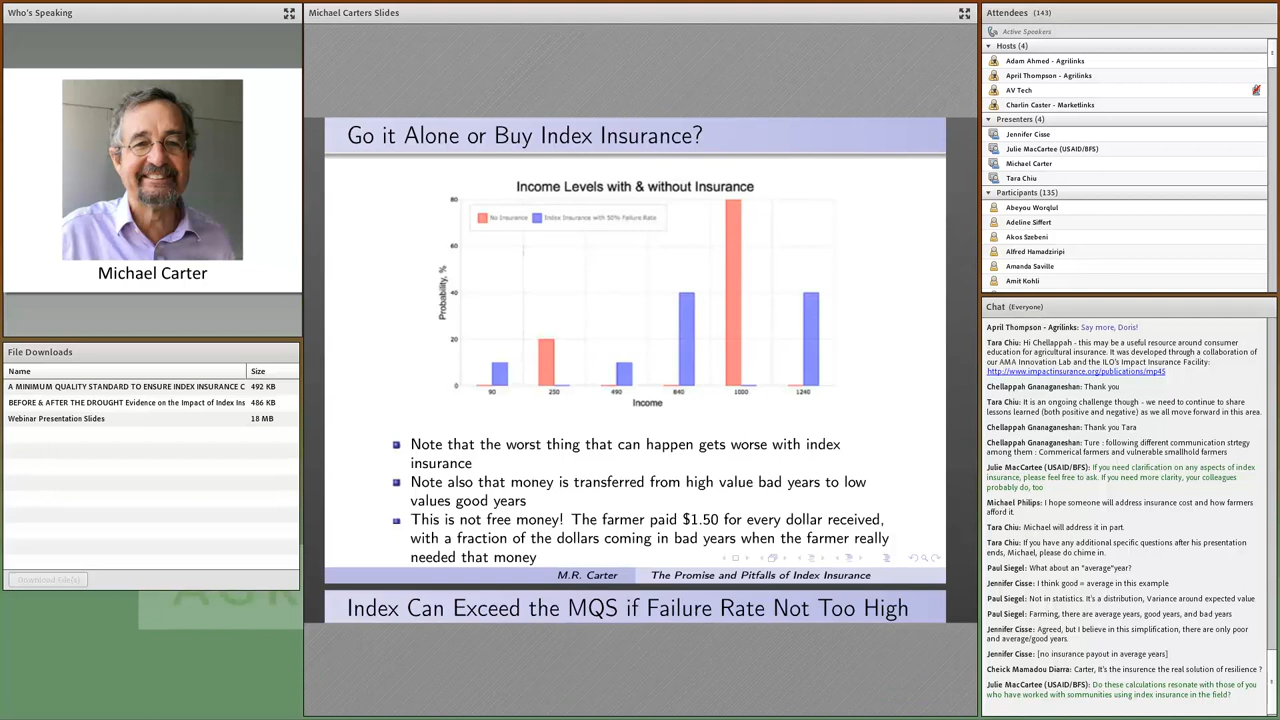 Who's Speaking
Michael Carter
File Downloads
Name Size
A MINIMUM QUALITY STANDARD TO ENSURE INDEX INSURANCE C 492 KB
BEFORE & AFTER THE DROUGHT Evidence on the Impact of Index Ins 486 KB
Webinar Presentation Slides 18 MB
Download File(s)
Michael Carters Slides
Go it Alone or Buy Index Insurance?
Income Levels with & without Insurance
No Insurance Index Insurance with 50% Failure Rate
Probability, %
80
60
40
20
0
90 250 490 840 1000 1240
Income
Note that the worst thing that can happen gets worse with index
insurance
Note also that money is transferred from high value bad years to low
values good years
This is not free money! The farmer paid $1.50 for every dollar received,
with a fraction of the dollars coming in bad years when the farmer really
needed that money
M.R. Carter The Promise and Pitfalls of Index Insurance
Index Can Exceed the MQS if Failure Rate Not Too High
Attendees (143)
Active Speakers
Hosts (4)
Adam Ahmed - Agrilinks
April Thompson - Agrilinks
AV Tech
Charlin Caster - Marketlinks
Presenters (4)
Jennifer Cisse
Julie MacCartee (USAID/BFS)
Michael Carter
Tara Chiu
Participants (135)
Abeyou Worqlul
Adeline Siffert
Akos Szebeni
Alfred Hamadziripi
Amanda Saville
Amit Kohli
Chat (Everyone)
April Thompson - Agrilinks: Say more, Doris!
Tara Chiu: Hi Chellappah - this may be a useful resource around consumer
education for agricultural insurance. It was developed through a collaboration of
our AMA Innovation Lab and the ILO's Impact Insurance Facility:
http://www.impactinsurance.org/publications/mp45
Chellappah Gnanaganeshan: Thank you
Tara Chiu: It is an ongoing challenge though - we need to continue to share
lessons learned (both positive and negative) as we all move forward in this area.
Chellappah Gnanaganeshan: Thank you Tara
Chellappah Gnanaganeshan: Ture : following different communication strtegy
among them : Commerical farmers and vulnerable smallhold farmers
Julie MacCartee (USAID/BFS): If you need clarification on any aspects of index
insurance, please feel free to ask. If you need more clarity, your colleagues
probably do, too
Michael Philips: I hope someone will address insurance cost and how farmers
afford it.
Tara Chiu: Michael will address it in part.
Tara Chiu: If you have any additional specific questions after his presentation
ends, Michael, please do chime in.
Paul Siegel: What about an "average"year?
Jennifer Cisse: I think good = average in this example
Paul Siegel: Not in statistics. It's a distribution, Variance around expected value
Paul Siegel: Farming, there are average years, good years, and bad years
Jennifer Cisse: Agreed, but I believe in this simplification, there are only poor
and average/good years.
Jennifer Cisse: [no insurance payout in average years]
Cheick Mamadou Diarra: Carter, It's the insurence the real solution of resilience ?
Julie MacCartee (USAID/BFS): Do these calculations resonate with those of you
who have worked with sommunities using index insurance in the field?